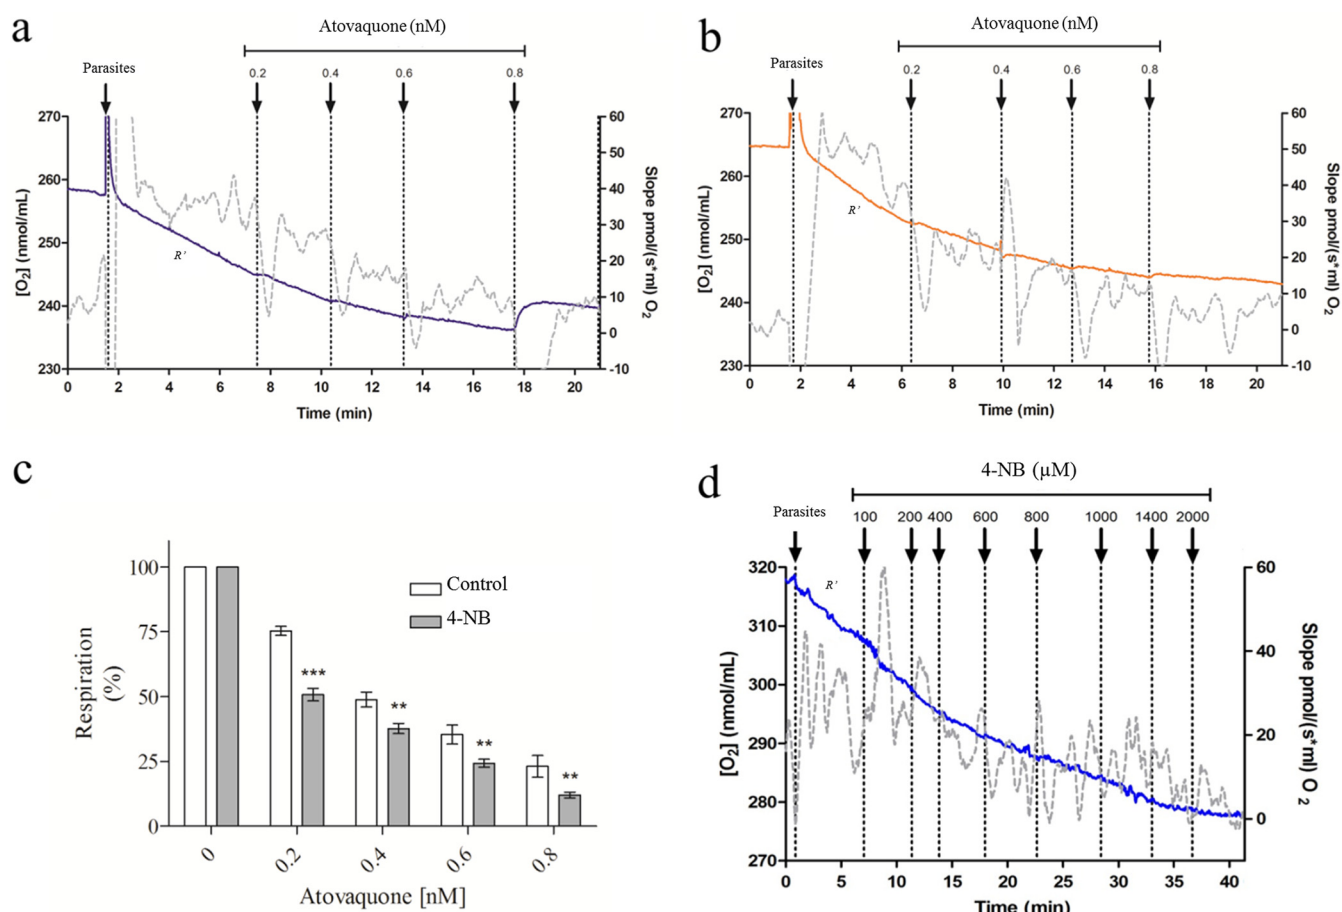 a
Atovaquone (nM)
Parasites
0.2 0.4 0.6 0.8
270
260
250
240
230
[O2] (nmol/mL)
R'
60
50
40
30
20
10
0
-10
Slope pmol/(s*ml) O2
0 2 4 6 8 10 12 14 16 18 20
Time (min)
b
Atovaquone (nM)
Parasites
0.2 0.4 0.6 0.8
270
260
250
240
230
[O2] (nmol/mL)
R'
60
50
40
30
20
10
0
-10
Slope pmol/(s*ml) O2
0 2 4 6 8 10 12 14 16 18 20
Time (min)
c
Control
4-NB
100
75
50
25
0
Respiration
(%)
*** ** ** **
0 0.2 0.4 0.6 0.8
Atovaquone [nM]
d
4-NB (µM)
Parasites
100 200 400 600 800 1000 1400 2000
320
310
300
290
280
270
[O2] (nmol/mL)
R'
60
40
20
0
Slope pmol/(s*ml) O2
0 5 10 15 20 25 30 35 40
Time (min)